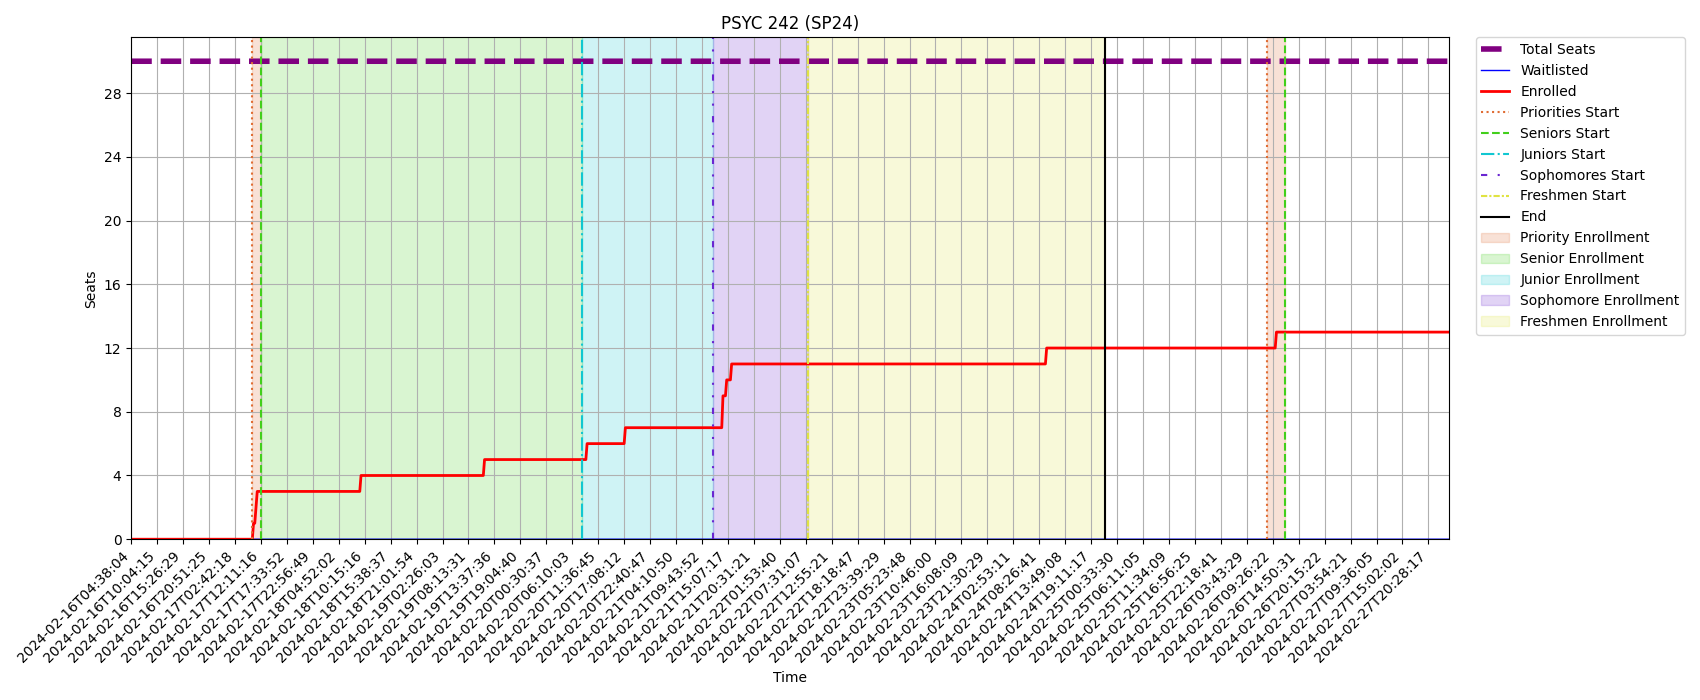 PSYC 242 (SP24)
Total Seats
Waitlisted
Enrolled
Priorities Start
Seniors Start
Juniors Start
Sophomores Start
Freshmen Start
End
Priority Enrollment
Senior Enrollment
Junior Enrollment
Sophomore Enrollment
Freshmen Enrollment
Seats
28
24
20
16
12
8
4
0
2024-02-16T04:38:04
2024-02-16T10:04:15
2024-02-16T15:26:29
2024-02-16T20:51:25
2024-02-17T02:42:18
2024-02-17T12:11:16
2024-02-17T17:33:52
2024-02-17T22:56:49
2024-02-18T04:52:02
2024-02-18T10:15:16
2024-02-18T15:38:37
2024-02-18T21:01:54
2024-02-19T02:26:03
2024-02-19T08:13:31
2024-02-19T13:37:36
2024-02-19T19:04:40
2024-02-20T00:30:37
2024-02-20T06:10:03
2024-02-20T11:36:45
2024-02-20T17:08:12
2024-02-20T22:40:47
2024-02-21T04:10:50
2024-02-21T09:43:52
2024-02-21T15:07:17
2024-02-21T20:31:21
2024-02-22T01:53:40
2024-02-22T07:31:07
2024-02-22T12:55:21
2024-02-22T18:18:47
2024-02-22T23:39:29
2024-02-23T05:23:48
2024-02-23T10:46:00
2024-02-23T16:08:09
2024-02-23T21:30:29
2024-02-24T02:53:11
2024-02-24T08:26:41
2024-02-24T13:49:08
2024-02-24T19:11:17
2024-02-25T00:33:30
2024-02-25T06:11:05
2024-02-25T11:34:09
2024-02-25T16:56:25
2024-02-25T22:18:41
2024-02-26T03:43:29
2024-02-26T09:26:22
2024-02-26T14:50:31
2024-02-26T20:15:22
2024-02-27T03:54:21
2024-02-27T09:36:05
2024-02-27T15:02:02
2024-02-27T20:28:17
Time